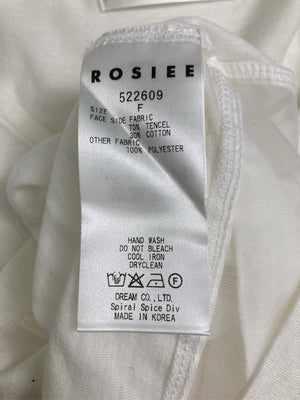 ROSIEE
522609
SIZE F
FACE SIDE FABRIC
70% TENCEL
30% COTTON
OTHER FABRIC
100% POLYESTER
HAND WASH
DO NOT BLEACH
COOL IRON
DRYCLEAN
F
DREAM CO., LTD.
Spiral Spice Div
MADE IN KOREA